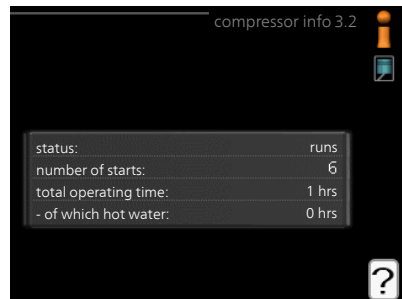 compressor info 3.2
status: runs
number of starts: 6
total operating time: 1 hrs
- of which hot water: 0 hrs
?